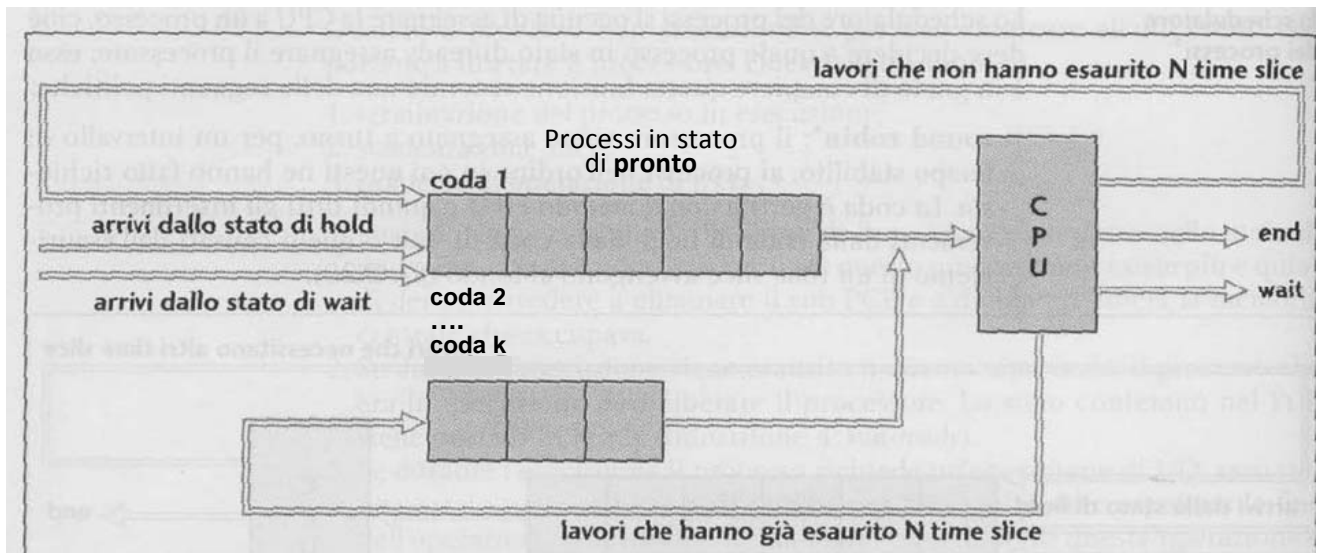 lavori che non hanno esaurito N time slice
Processi in stato
di pronto
coda 1
arrivi dallo stato di hold
arrivi dallo stato di wait
coda 2
....
coda k
C
P
U
end
wait
lavori che hanno già esaurito N time slice